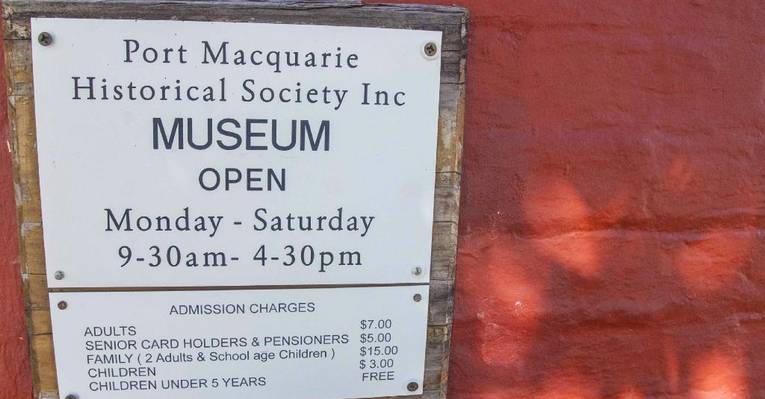 Port Macquarie
Historical Society Inc
MUSEUM
OPEN
Monday - Saturday
9-30am- 4-30pm
ADMISSION CHARGES
ADULTS $7.00
SENIOR CARD HOLDERS & PENSIONERS $5.00
FAMILY ( 2 Adults & School age Children ) $15.00
CHILDREN $ 3.00
CHILDREN UNDER 5 YEARS FREE